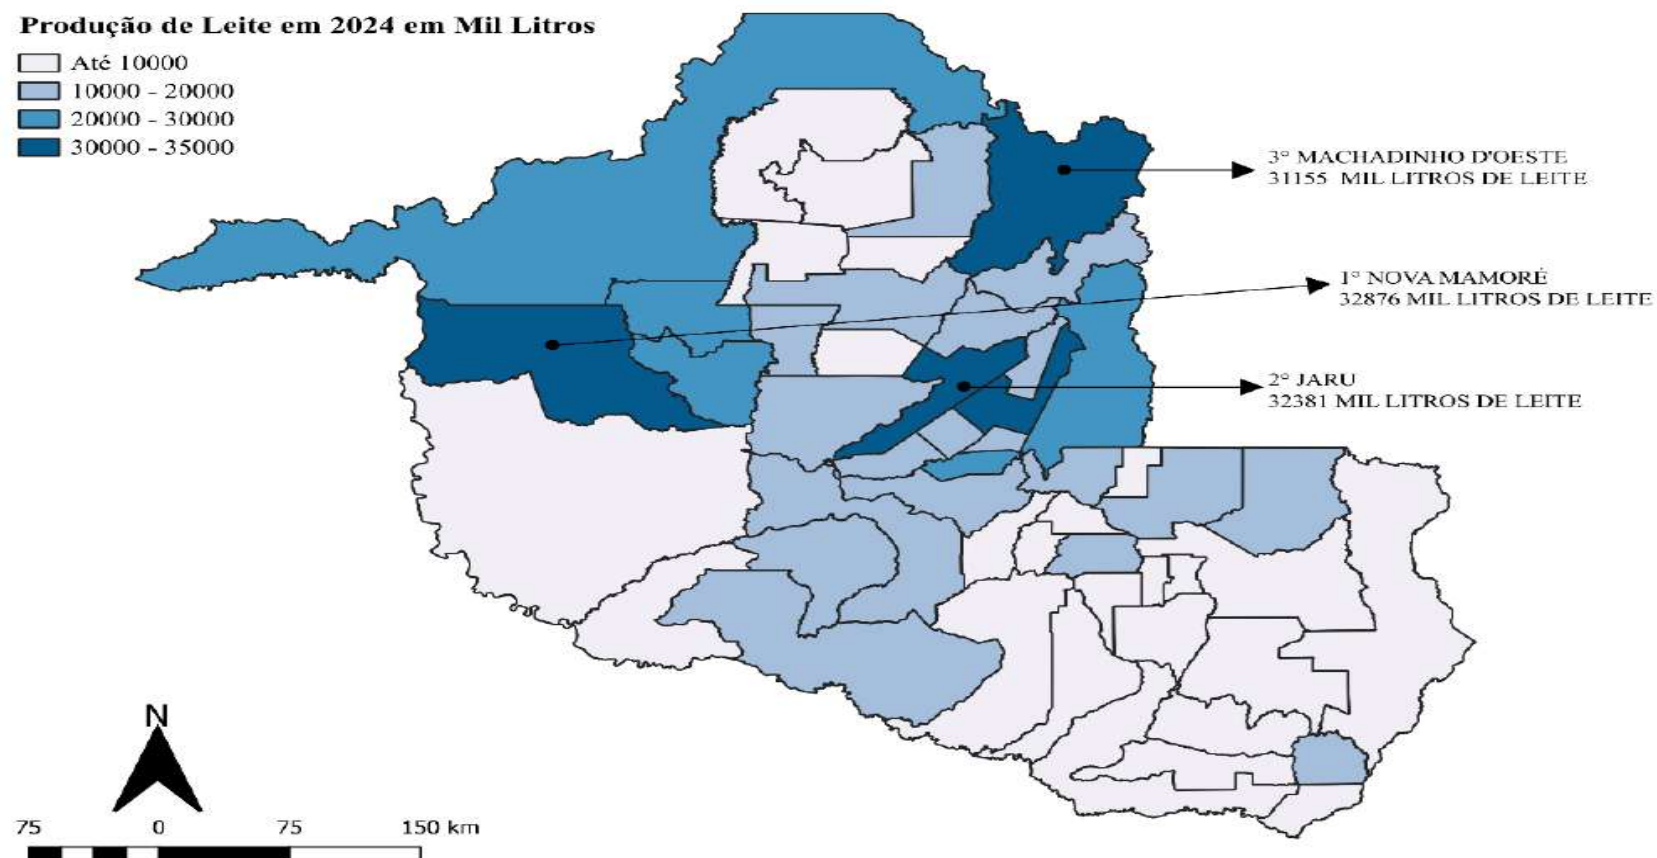 Produção de Leite em 2024 em Mil Litros
Até 10000
10000 - 20000
20000 - 30000
30000 - 35000
3° MACHADINHO D'OESTE
31155 MIL LITROS DE LEITE
1° NOVA MAMORÉ
32876 MIL LITROS DE LEITE
2° JARU
32381 MIL LITROS DE LEITE
N
75 0 75 150 km